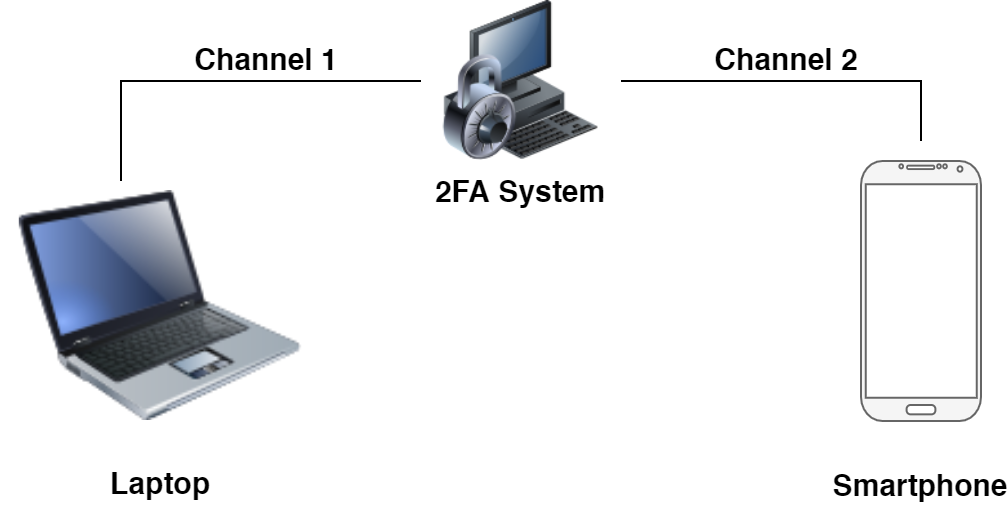 Channel 1
Channel 2
2FA System
Laptop
Smartphone